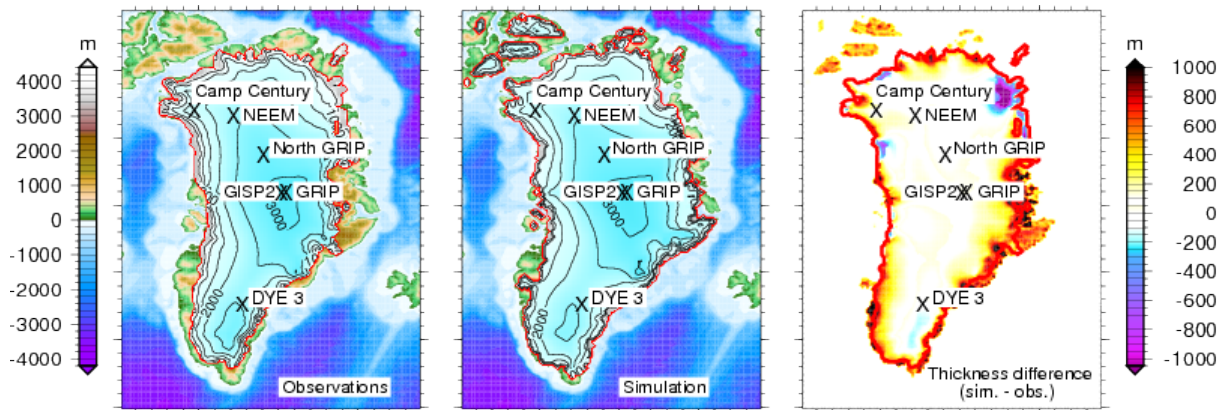 m
4000
3000
2000
1000
0
-1000
-2000
-3000
-4000
Camp Century
X
X NEEM
X North GRIP
GISP2 X X GRIP
3000
2000
X DYE 3
Observations
Camp Century
X
X NEEM
X North GRIP
GISP2 X X GRIP
3000
2000
X DYE 3
Simulation
Camp Century
X
X NEEM
X North GRIP
GISP2 X X GRIP
X DYE 3
Thickness difference
(sim. - obs.)
m
1000
800
600
400
200
0
-200
-400
-600
-800
-1000